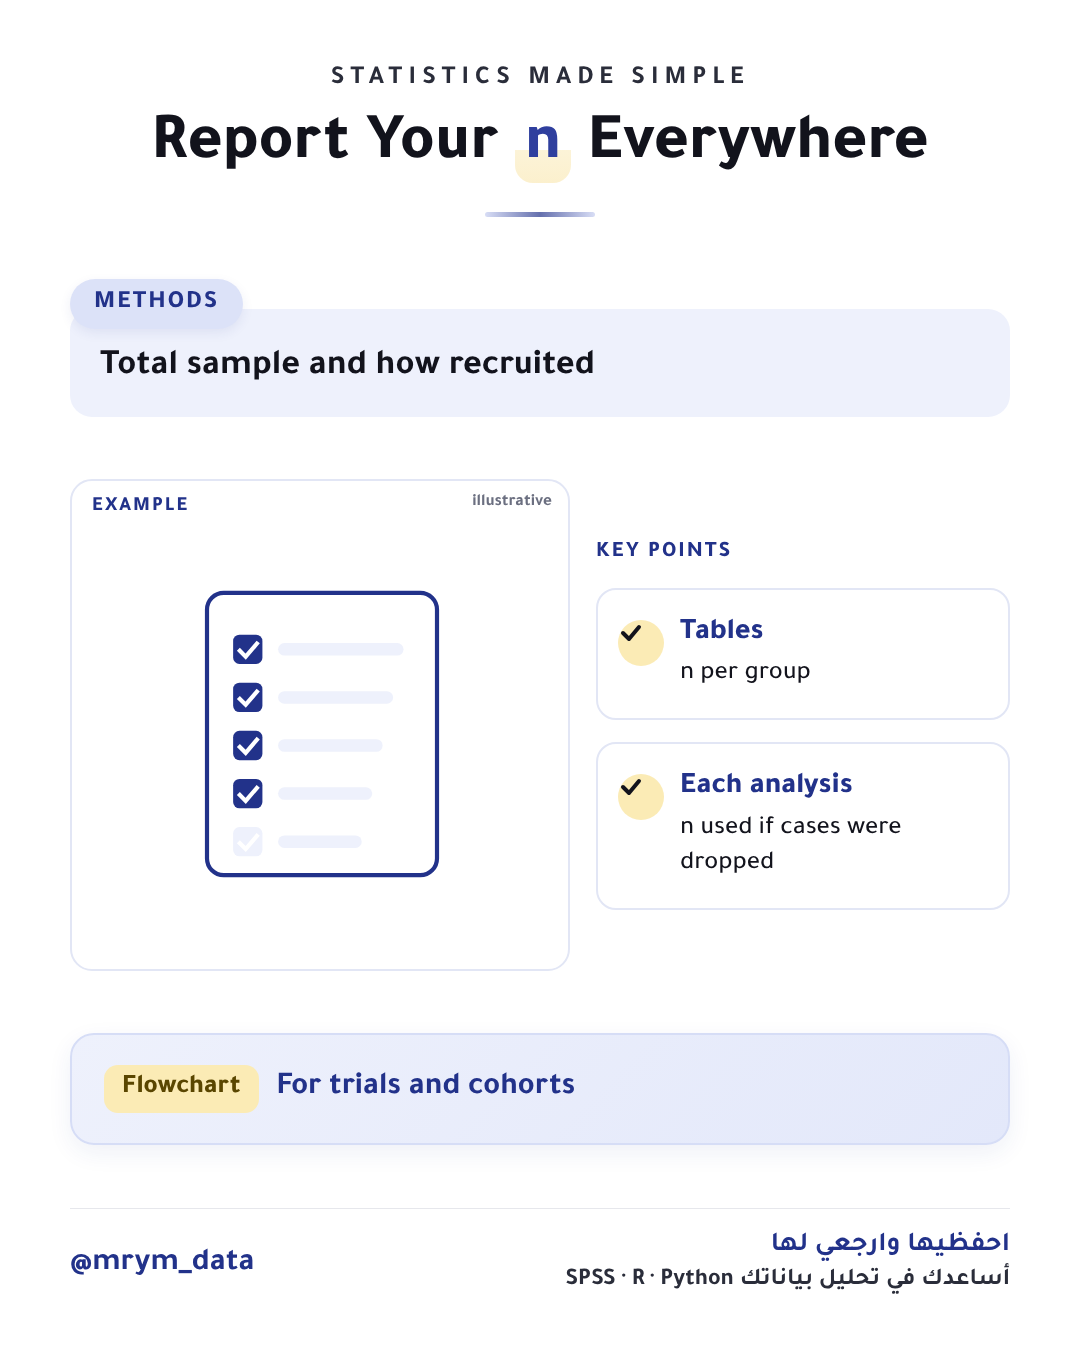 STATISTICS MADE SIMPLE
Report Your n Everywhere
METHODS
Total sample and how recruited
EXAMPLE
illustrative
KEY POINTS
Tables
n per group
Each analysis
n used if cases were
dropped
Flowchart For trials and cohorts
@mrym_data
احفظيها وارجعي لها
أساعدك في تحليل بياناتك SPSS · R · Python